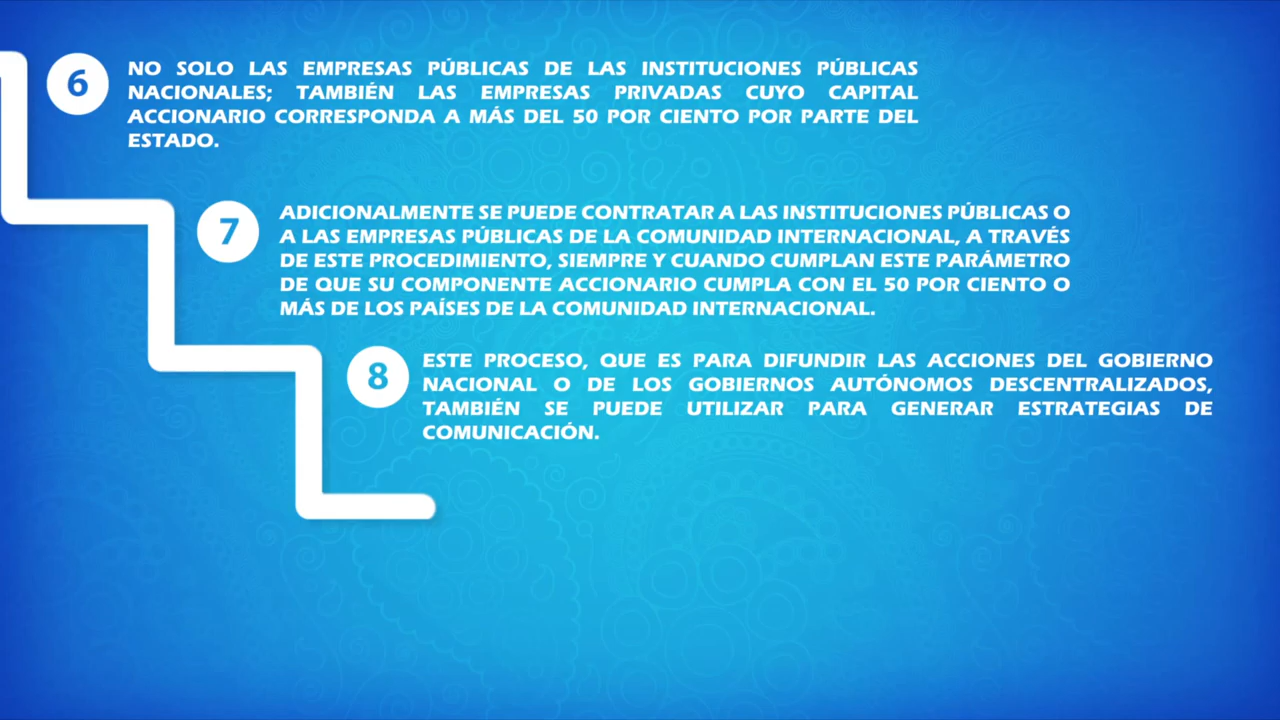 6
NO SOLO LAS EMPRESAS PÚBLICAS DE LAS INSTITUCIONES PÚBLICAS
NACIONALES; TAMBIÉN LAS EMPRESAS PRIVADAS CUYO CAPITAL
ACCIONARIO CORRESPONDA A MÁS DEL 50 POR CIENTO POR PARTE DEL
ESTADO.
7
ADICIONALMENTE SE PUEDE CONTRATAR A LAS INSTITUCIONES PÚBLICAS O
A LAS EMPRESAS PÚBLICAS DE LA COMUNIDAD INTERNACIONAL, A TRAVÉS
DE ESTE PROCEDIMIENTO, SIEMPRE Y CUANDO CUMPLAN ESTE PARÁMETRO
DE QUE SU COMPONENTE ACCIONARIO CUMPLA CON EL 50 POR CIENTO O
MÁS DE LOS PAÍSES DE LA COMUNIDAD INTERNACIONAL.
8
ESTE PROCESO, QUE ES PARA DIFUNDIR LAS ACCIONES DEL GOBIERNO
NACIONAL O DE LOS GOBIERNOS AUTÓNOMOS DESCENTRALIZADOS,
TAMBIÉN SE PUEDE UTILIZAR PARA GENERAR ESTRATEGIAS DE
COMUNICACIÓN.